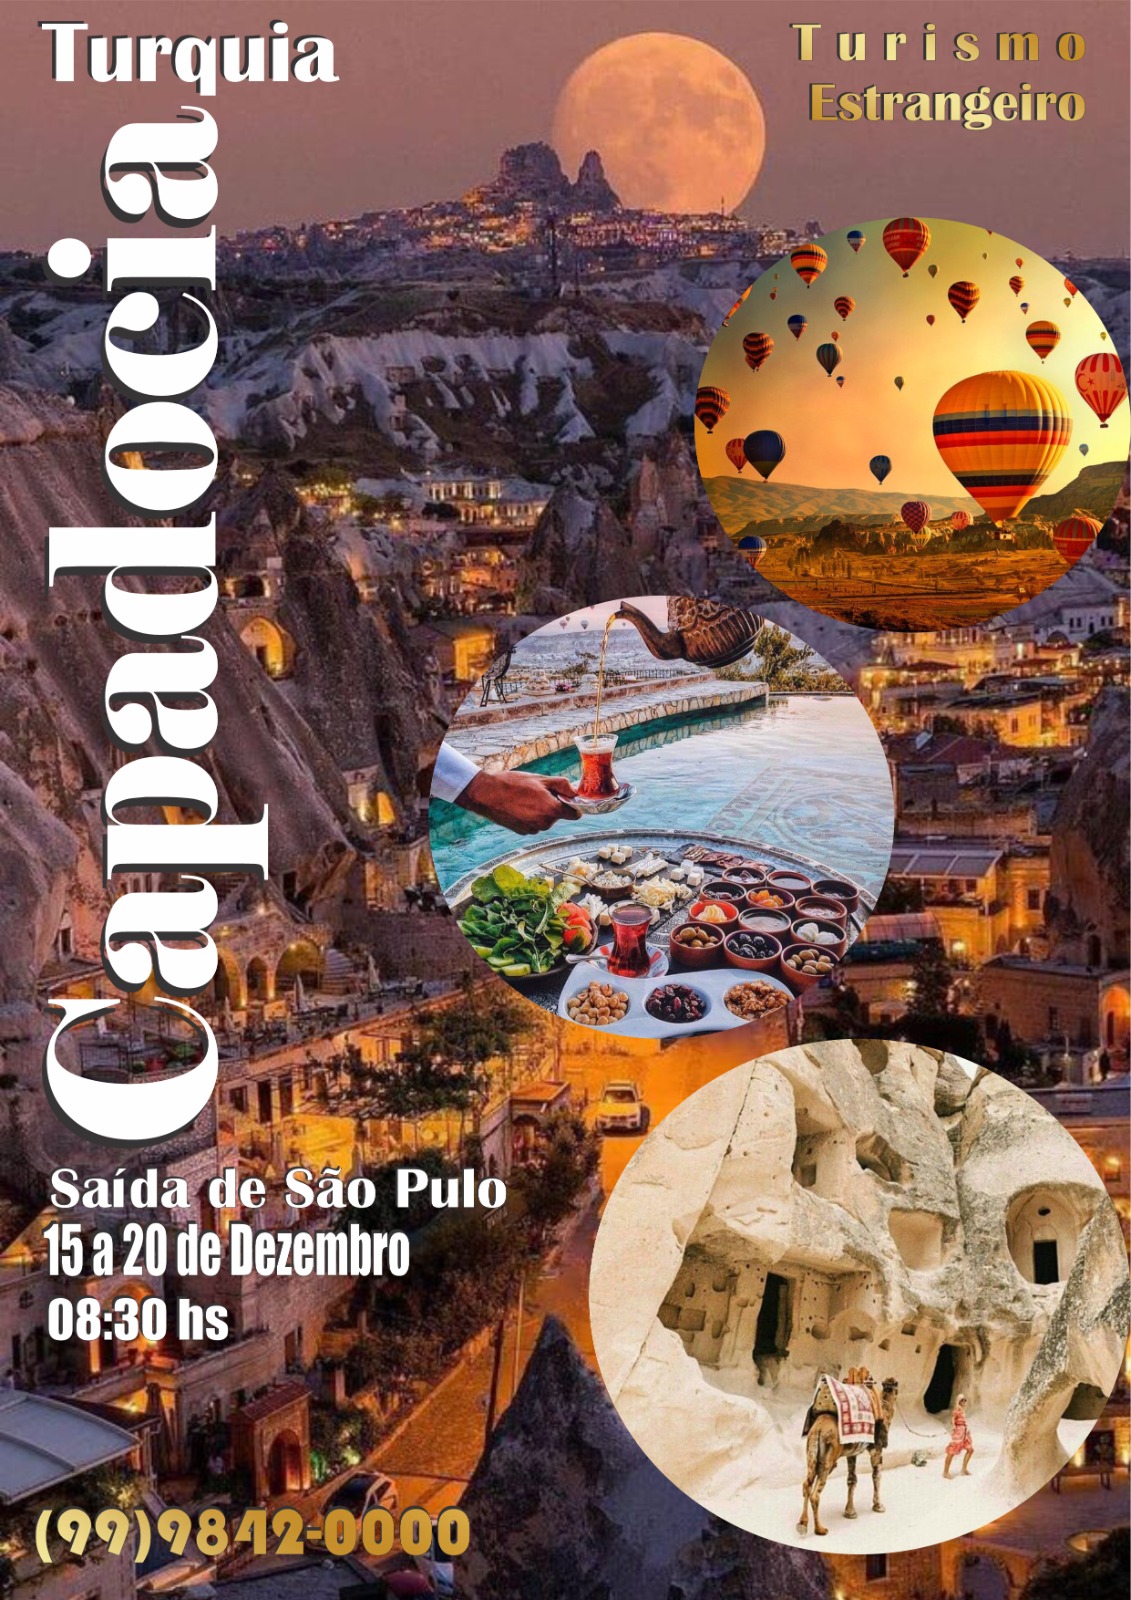 Turquia
Turismo
Estrangeiro
Capadocia
Saída de São Pulo
15 a 20 de Dezembro
08:30 hs
(99)9842-0000